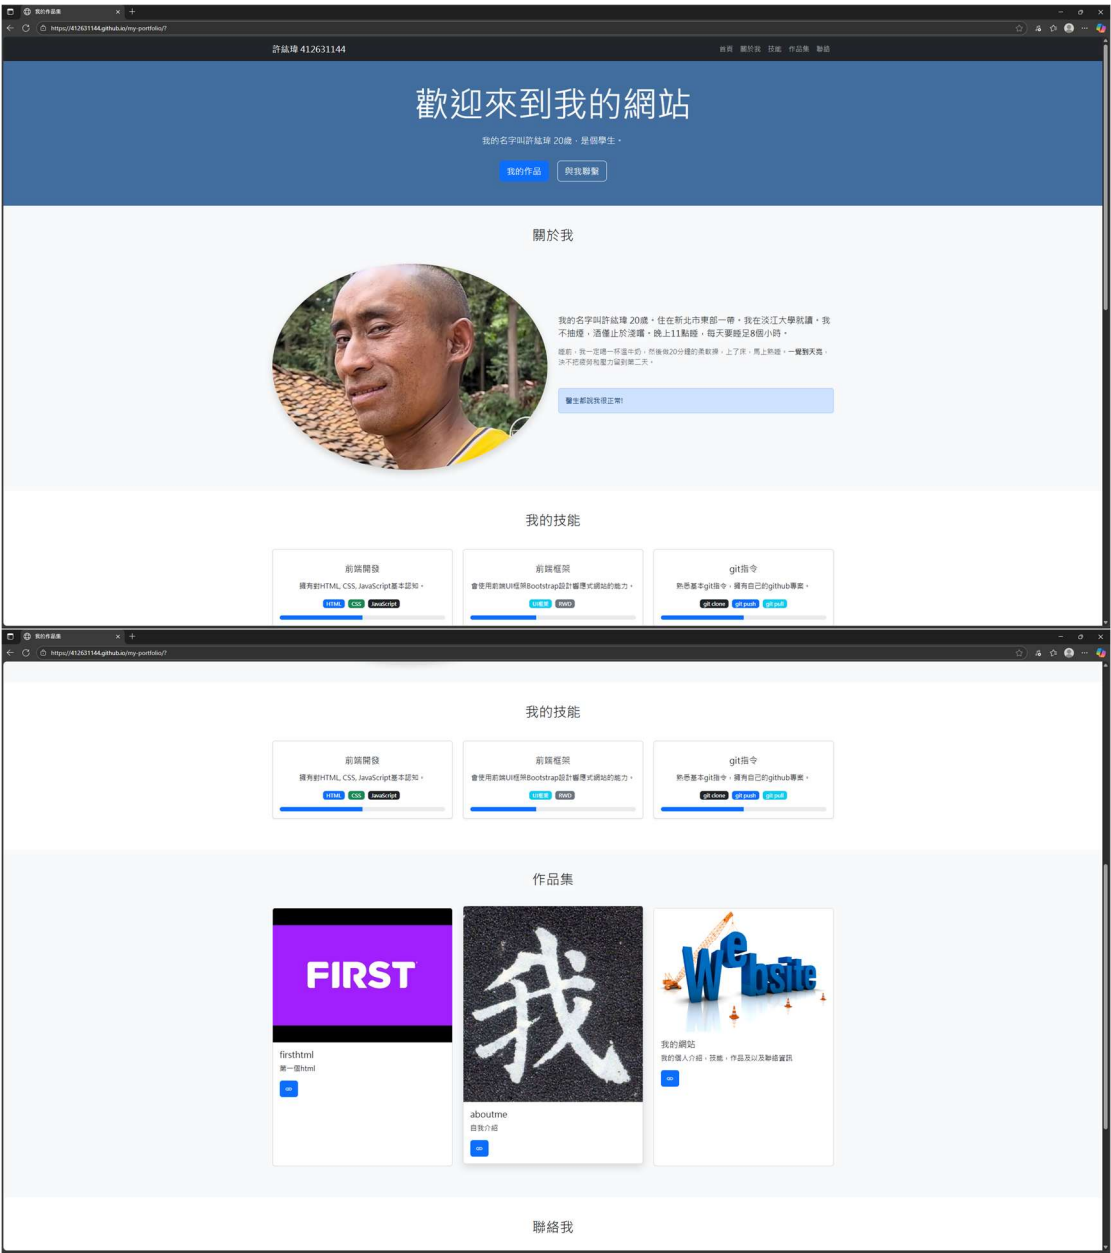 我的作品集
https://412631144.github.io/my-portfolio/?
許紘瑋 412631144
首頁 關於我 技能 作品集 聯絡
歡迎來到我的網站
我的名字叫許紘瑋 20歲，是個學生。
我的作品
與我聯繫
關於我
我的名字叫許紘瑋 20歲。住在新北市東部一帶。我在淡江大學就讀。我
不抽煙，酒僅止於淺嚐。晚上11點睡，每天要睡足8個小時。
睡前，我一定喝一杯溫牛奶，然後做20分鐘的柔軟操，上了床，馬上熟睡。一覺到天亮，
決不把疲勞和壓力留到第二天。
醫生都說我很正常!
我的技能
前端開發
擁有對HTML, CSS, JavaScript基本認知。
HTML CSS JavaScript
前端框架
會使用前端UI框架Bootstrap設計響應式網站的能力。
UI框架 RWD
git指令
熟悉基本git指令，擁有自己的github專案。
git clone git push git pull
我的作品集
https://412631144.github.io/my-portfolio/?
我的技能
前端開發
擁有對HTML, CSS, JavaScript基本認知。
HTML CSS JavaScript
前端框架
會使用前端UI框架Bootstrap設計響應式網站的能力。
UI框架 RWD
git指令
熟悉基本git指令，擁有自己的github專案。
git clone git push git pull
作品集
FIRST
firsthtml
第一個html
我
aboutme
自我介紹
Website
我的網站
我的個人介紹，技能，作品及以及聯絡資訊
聯絡我